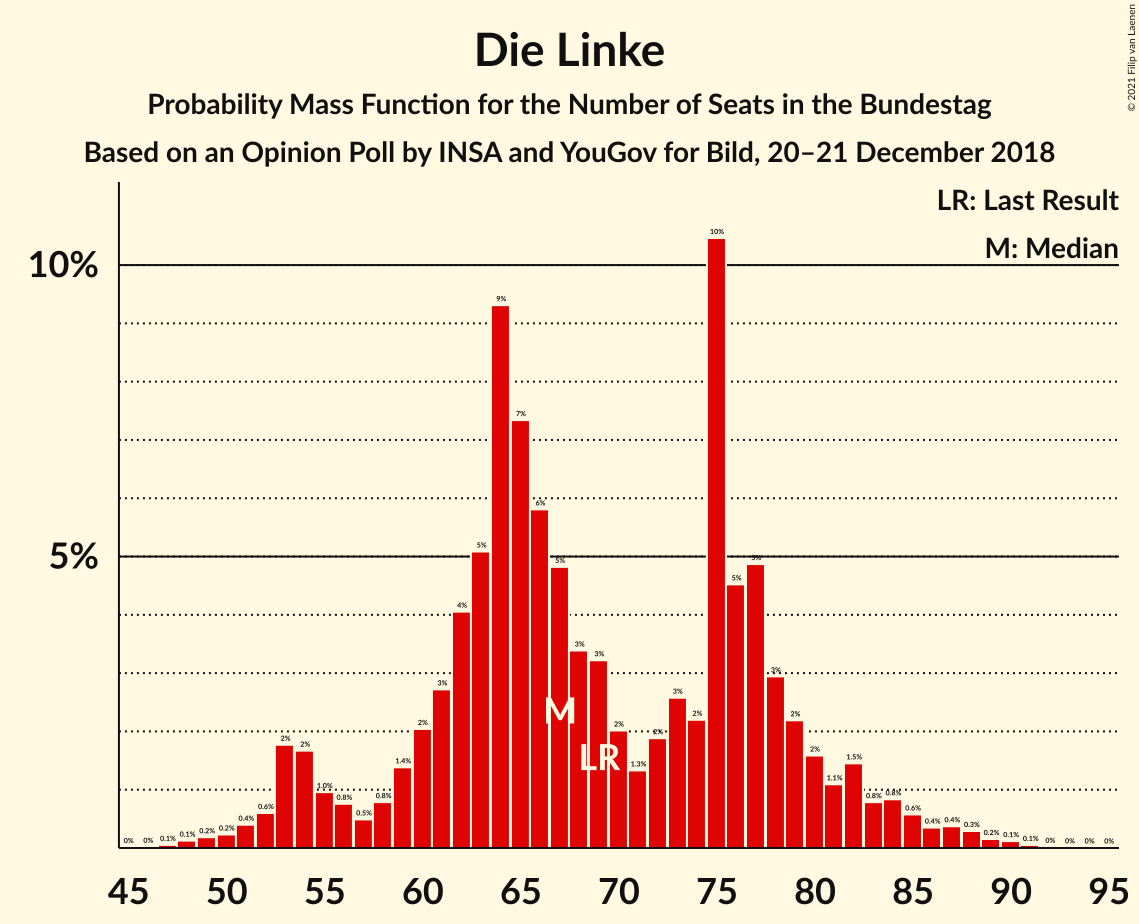 Die Linke
Probability Mass Function for the Number of Seats in the Bundestag
Based on an Opinion Poll by INSA and YouGov for Bild, 20–21 December 2018
© 2021 Filip van Laenen
LR: Last Result
M: Median
10%
5%
0% 0% 0.1% 0.1% 0.2% 0.2% 0.4% 0.6% 2% 2% 1.0% 0.8% 0.5% 0.8% 1.4% 2% 3% 4% 5% 9% 7% 6% 5% 3% 3% 2% 1.3% 2% 3% 2% 10% 5% 5% 3% 2% 2% 1.1% 1.5% 0.8% 0.8% 0.6% 0.4% 0.4% 0.3% 0.2% 0.1% 0.1% 0% 0% 0% 0%
M
LR
45 50 55 60 65 70 75 80 85 90 95